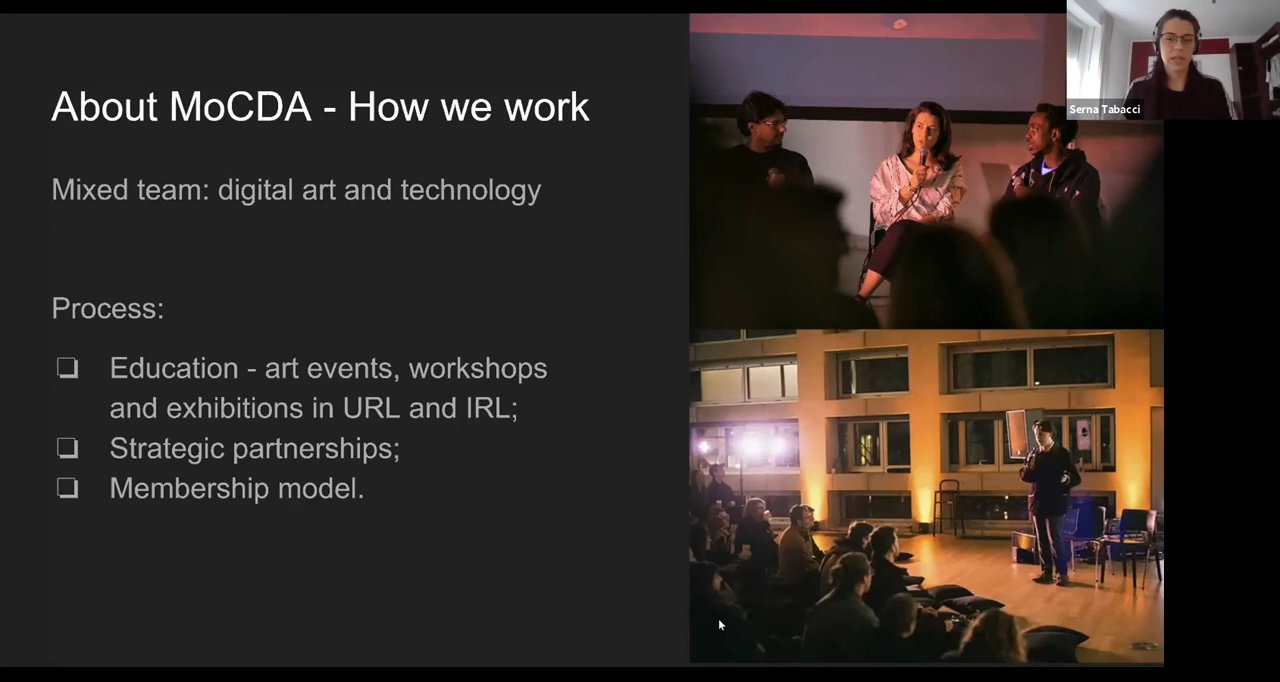 About MoCDA - How we work
Serna Tabacci
Mixed team: digital art and technology
Process:
❏ Education - art events, workshops
and exhibitions in URL and IRL;
❏ Strategic partnerships;
❏ Membership model.